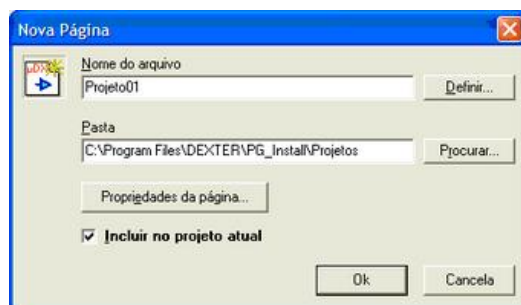 Nova Página
Nome do arquivo
Projeto01
Definir...
Pasta
C:\Program Files\DEXTER\PG_Install\Projetos
Procurar...
Propriedades da página...
Incluir no projeto atual
Ok
Cancela